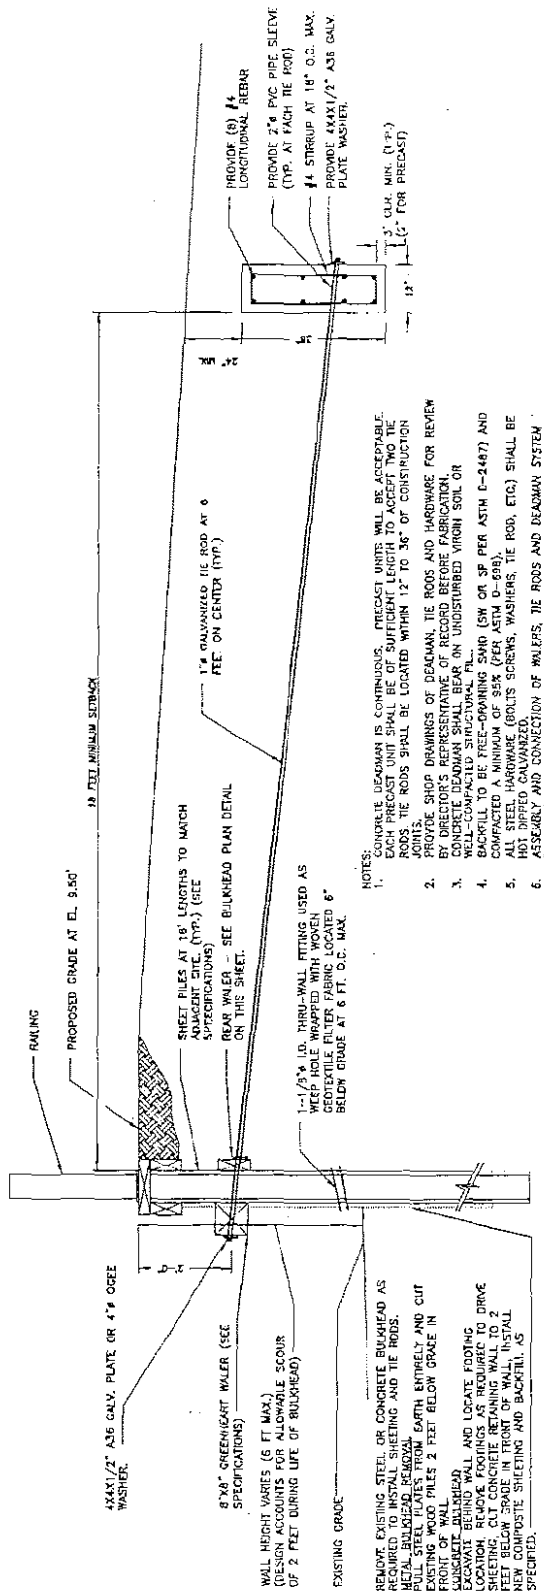 RAILING
PROPOSED GRADE AT EL. 9.50'
4X4X1/2" A36 GALV. PLATE OR 4"ø OGEE
WASHER.
18 FEET MINIMUM SETBACK
SHEET PILES AT 16' LENGTHS TO MATCH
ADJACENT SITE. (TYP.) (SEE
SPECIFICATIONS)
REAR WALER - SEE BULKHEAD PLAN DETAIL
ON THIS SHEET.
1"ø GALVANIZED TIE ROD AT 6
FEET ON CENTER (TYP.)
24" MAX.
36"
12"
PROVIDE (8) #4
LONGITUDINAL REBAR
PROVIDE 2"ø PVC PIPE SLEEVE
(TYP. AT EACH TIE ROD)
#4 STIRRUP AT 18" O.C. MAX.
PROVIDE 4X4X1/2" A36 GALV.
PLATE WASHER.
3" CLR. MIN. (TYP.)
(2" FOR PRECAST)
8"X8" GREENHEART WALER (SEE
SPECIFICATIONS)
WALL HEIGHT VARIES (6 FT MAX.)
(DESIGN ACCOUNTS FOR ALLOWABLE SCOUR
OF 2 FEET DURING LIFE OF BULKHEAD)
EXISTING GRADE
1-1/8"ø I.D. THRU-WALL FITTING USED AS
WEEP HOLE WRAPPED WITH WOVEN
GEOTEXTILE FILTER FABRIC LOCATED 6"
BELOW GRADE AT 6 FT. O.C. MAX.
REMOVE EXISTING STEEL OR CONCRETE BULKHEAD AS
REQUIRED TO INSTALL SHEETING AND TIE RODS.
METAL BULKHEAD REMOVAL
PULL STEEL PLATES FROM EARTH ENTIRELY AND CUT
EXISTING WOOD PILES 2 FEET BELOW GRADE IN
FRONT OF WALL
CONCRETE BULKHEAD
EXCAVATE BEHIND WALL AND LOCATE FOOTING
LOCATION. REMOVE FOOTINGS AS REQUIRED TO DRIVE
SHEETING. CUT CONCRETE RETAINING WALL TO 2
FEET BELOW GRADE IN FRONT OF WALL. INSTALL
NEW COMPOSITE SHEETING AND BACKFILL AS
SPECIFIED.
NOTES:
1. CONCRETE DEADMAN IS CONTINUOUS. PRECAST UNITS WILL BE ACCEPTABLE.
EACH PRECAST UNIT SHALL BE OF SUFFICIENT LENGTH TO ACCEPT TWO TIE
RODS. TIE RODS SHALL BE LOCATED WITHIN 12" TO 36" OF CONSTRUCTION
JOINTS.
2. PROVIDE SHOP DRAWINGS OF DEADMAN, TIE RODS AND HARDWARE FOR REVIEW
BY DIRECTOR'S REPRESENTATIVE OF RECORD BEFORE FABRICATION.
3. CONCRETE DEADMAN SHALL BEAR ON UNDISTURBED VIRGIN SOIL OR
WELL-COMPACTED STRUCTURAL FILL.
4. BACKFILL TO BE FREE-DRAINING SAND (SW OR SP PER ASTM D-2487) AND
COMPACTED A MINIMUM OF 95% (PER ASTM D-698).
5. ALL STEEL HARDWARE (BOLTS SCREWS, WASHERS, TIE ROD, ETC.) SHALL BE
HOT DIPPED GALVANIZED.
6. ASSEMBLY AND CONNECTION OF WALERS, TIE RODS AND DEADMAN SYSTEM